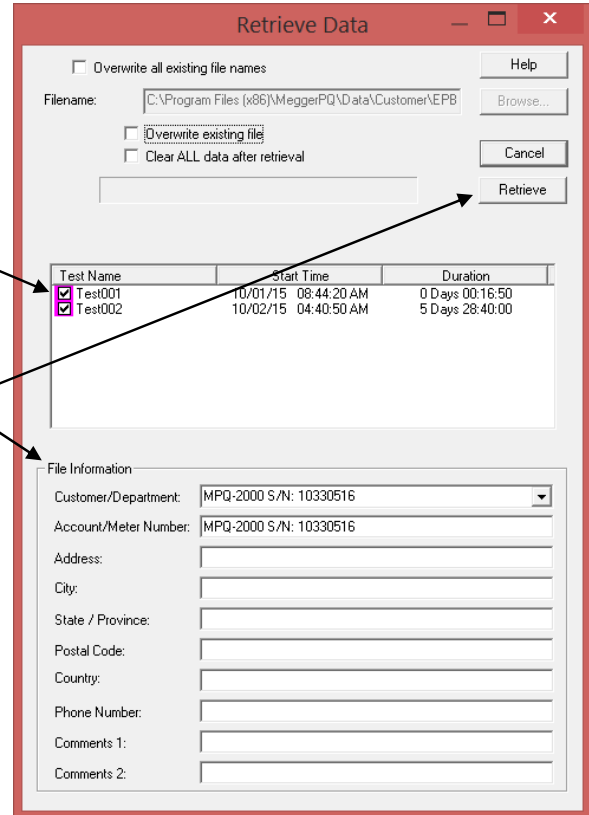 Retrieve Data
Overwrite all existing file names
Help
Filename: C:\Program Files (x86)\MeggerPQ\Data\Customer\EPB Browse...
Overwrite existing file
Clear ALL data after retrieval
Cancel
Retrieve
Test Name Start Time Duration
Test001 10/01/15 08:44:20 AM 0 Days 00:16:50
Test002 10/02/15 04:40:50 AM 5 Days 28:40:00
File Information
Customer/Department: MPQ-2000 S/N: 10330516
Account/Meter Number: MPQ-2000 S/N: 10330516
Address:
City:
State / Province:
Postal Code:
Country:
Phone Number:
Comments 1:
Comments 2: